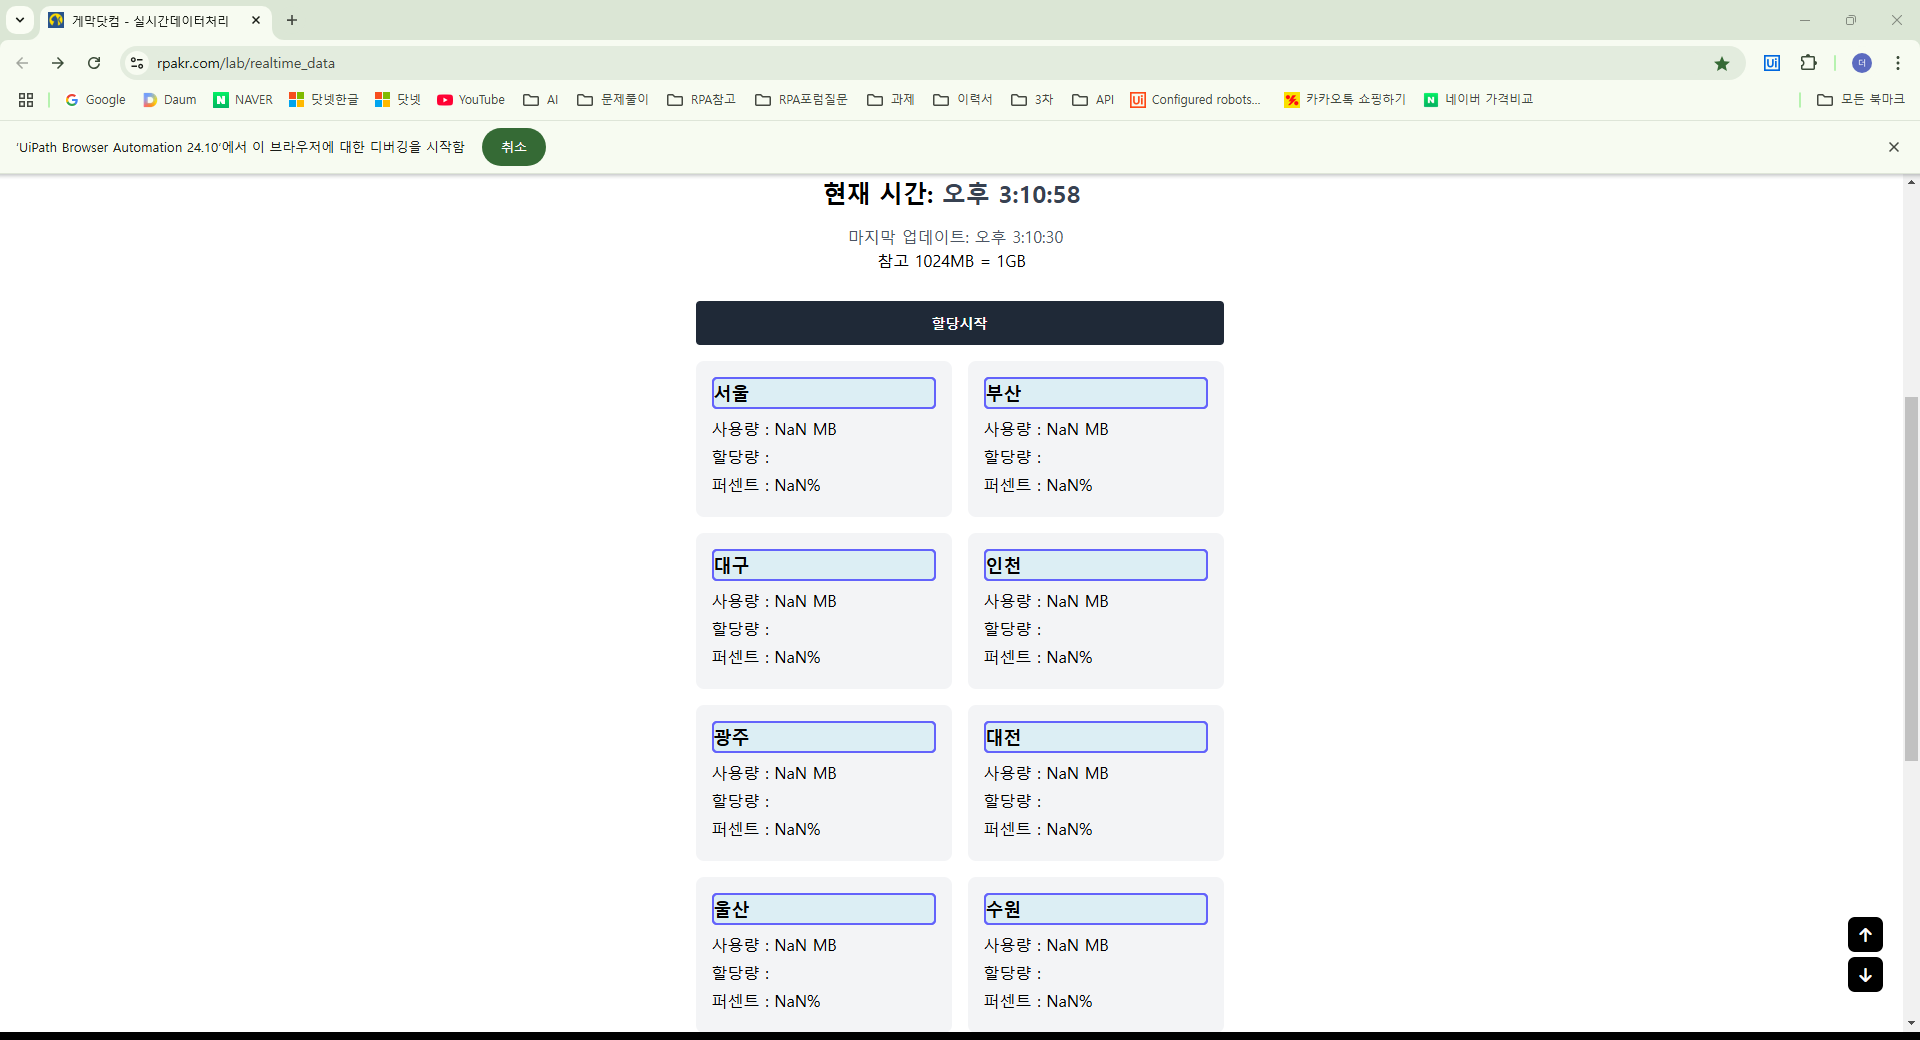 게막닷컴 - 실시간데이터처리
rpakr.com/lab/realtime_data
Google Daum NAVER 닷넷한글 닷넷 YouTube AI 문제풀이 RPA참고 RPA포럼질문 과제 이력서 3차 API Configured robots... 카카오톡 쇼핑하기 네이버 가격비교 모든 북마크
'UiPath Browser Automation 24.10'에서 이 브라우저에 대한 디버깅을 시작함 취소
현재 시간: 오후 3:10:58
마지막 업데이트: 오후 3:10:30
참고 1024MB = 1GB
할당시작
서울
사용량 : NaN MB
할당량 :
퍼센트 : NaN%
부산
사용량 : NaN MB
할당량 :
퍼센트 : NaN%
대구
사용량 : NaN MB
할당량 :
퍼센트 : NaN%
인천
사용량 : NaN MB
할당량 :
퍼센트 : NaN%
광주
사용량 : NaN MB
할당량 :
퍼센트 : NaN%
대전
사용량 : NaN MB
할당량 :
퍼센트 : NaN%
울산
사용량 : NaN MB
할당량 :
퍼센트 : NaN%
수원
사용량 : NaN MB
할당량 :
퍼센트 : NaN%